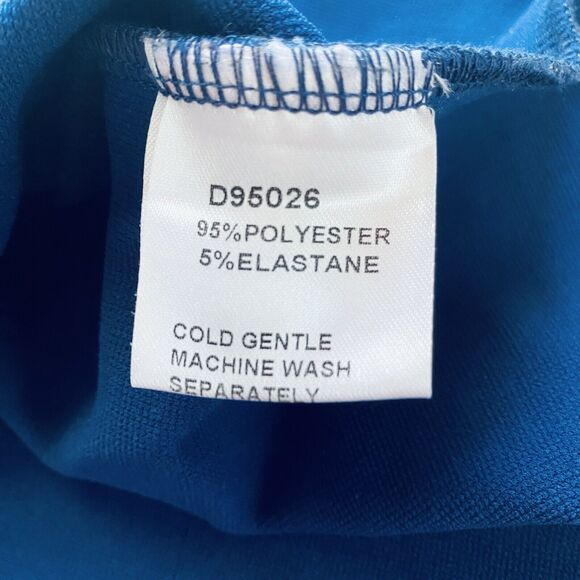 D95026
95%POLYESTER
5%ELASTANE
COLD GENTLE
MACHINE WASH
SEPARATELY